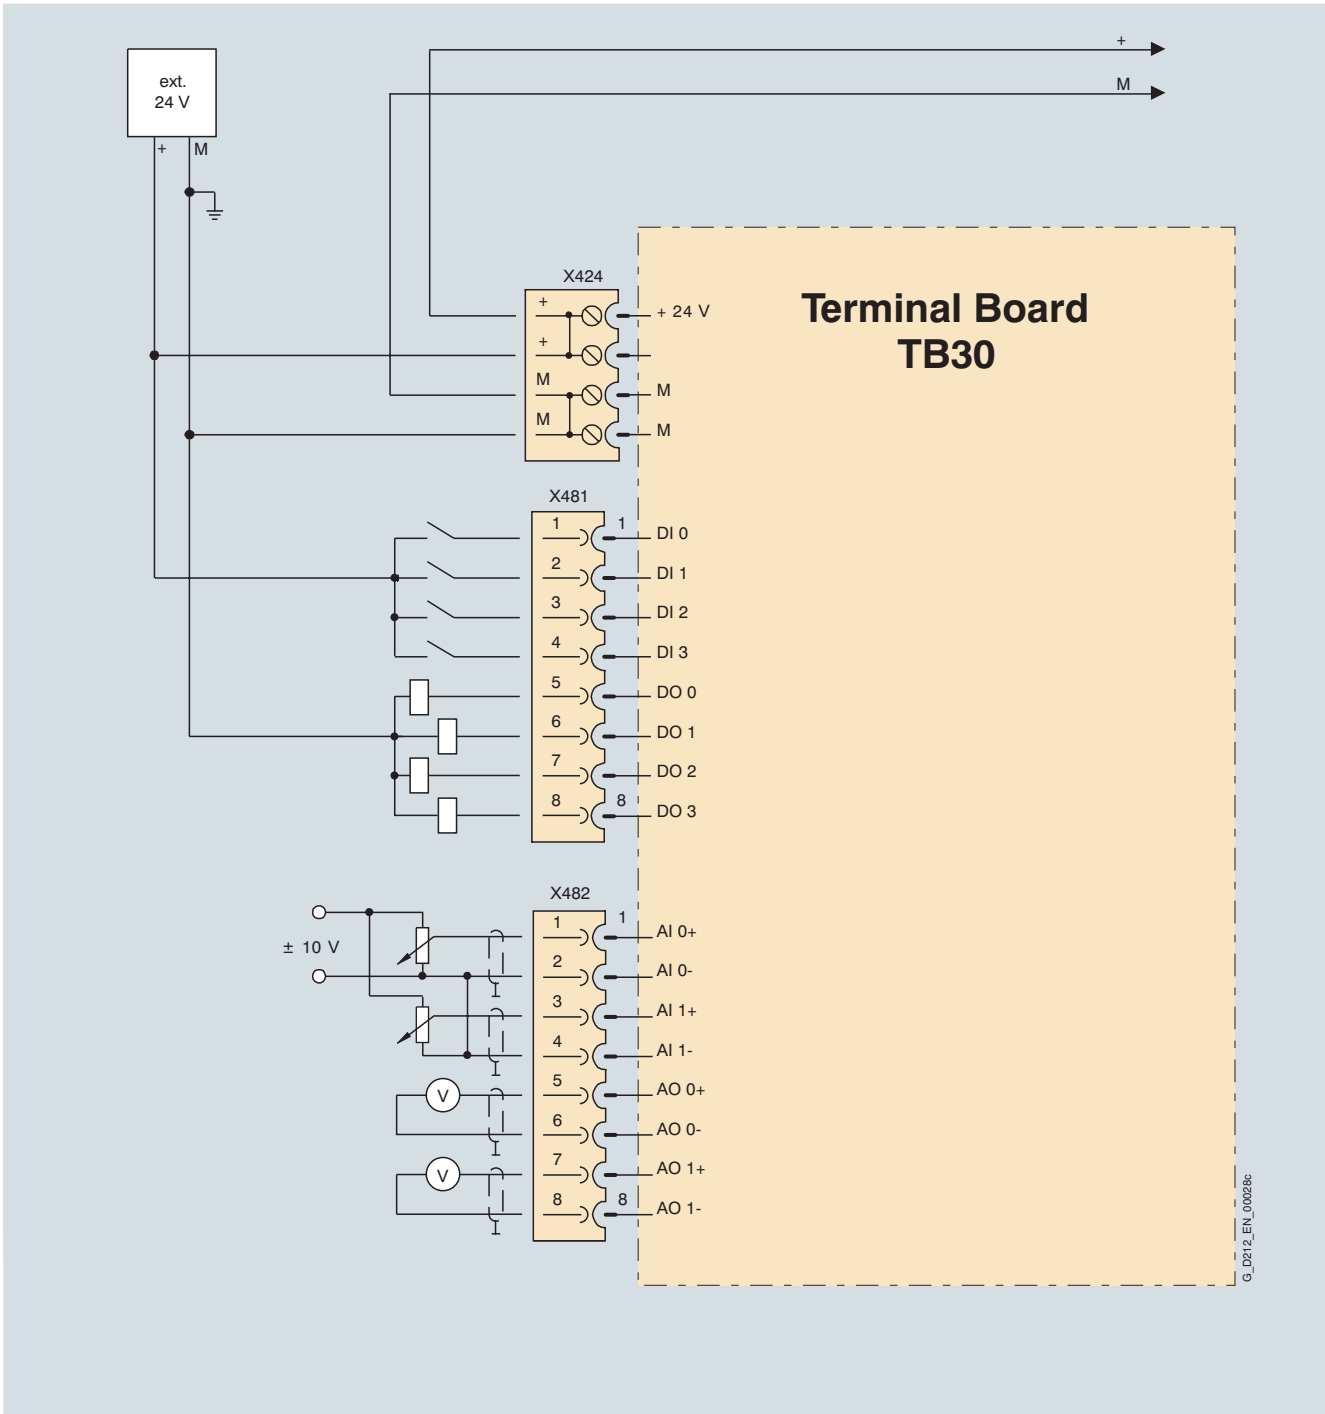 +
M
ext.
24 V
+ M
X424
+ + 24 V
+
M M
M M
Terminal Board
TB30
X481
1 1 DI 0
2 DI 1
3 DI 2
4 DI 3
5 DO 0
6 DO 1
7 DO 2
8 8 DO 3
X482
± 10 V
1 1 AI 0+
2 AI 0-
3 AI 1+
4 AI 1-
V 5 AO 0+
6 AO 0-
V 7 AO 1+
8 8 AO 1-
G_D212_EN_00028c